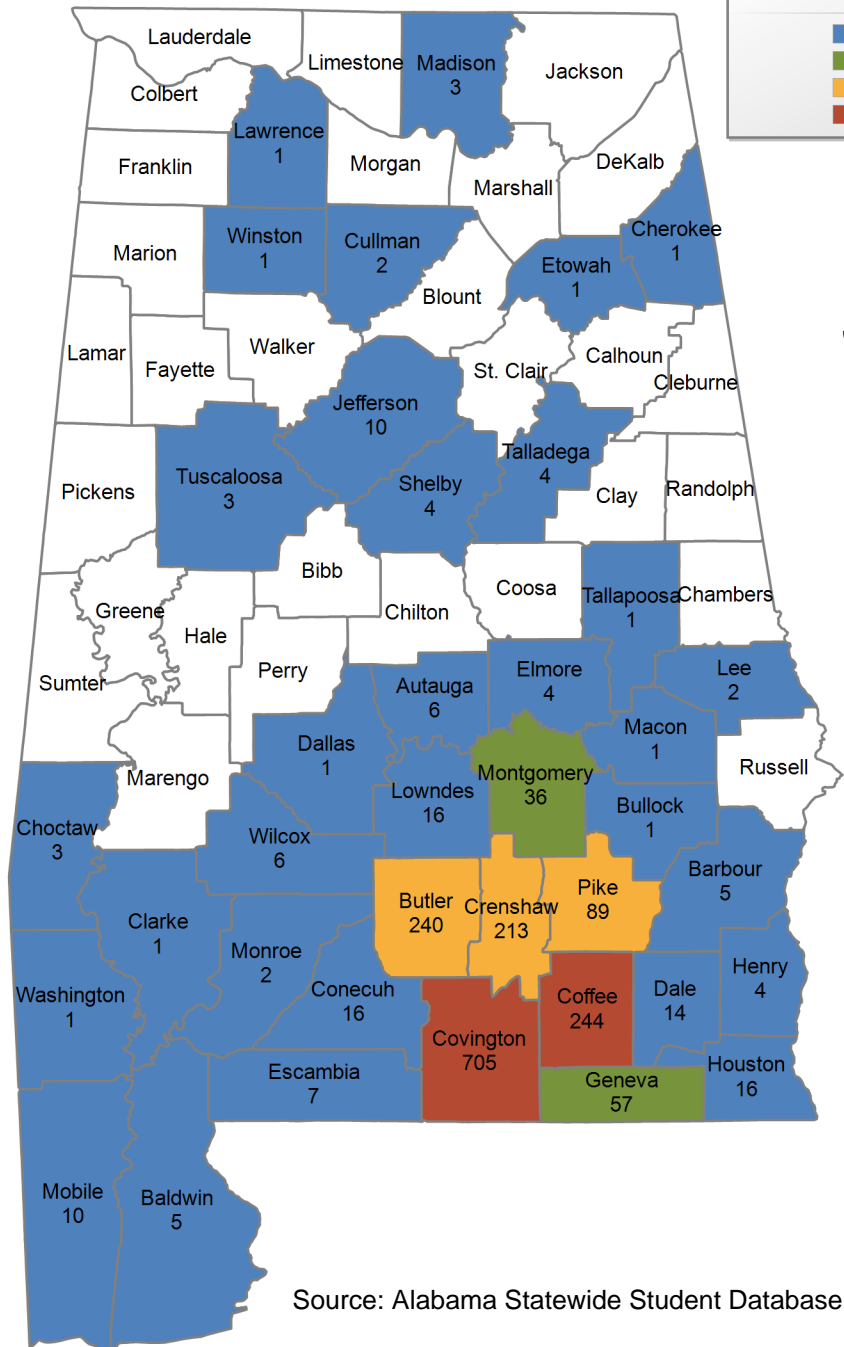 Lauderdale
Limestone
Madison
3
Jackson
Colbert
Lawrence
1
Franklin
Morgan
DeKalb
Marshall
Marion
Winston
1
Cullman
2
Etowah
1
Cherokee
1
Blount
Lamar
Fayette
Walker
St. Clair
Calhoun
Cleburne
Jefferson
10
Pickens
Tuscaloosa
3
Shelby
4
Talladega
4
Clay
Randolph
Bibb
Greene
Hale
Chilton
Coosa
Tallapoosa
1
Chambers
Sumter
Perry
Autauga
6
Elmore
4
Lee
2
Marengo
Dallas
1
Macon
1
Russell
Lowndes
16
Montgomery
36
Bullock
1
Choctaw
3
Wilcox
6
Barbour
5
Clarke
1
Butler
240
Crenshaw
213
Pike
89
Monroe
2
Washington
1
Conecuh
16
Covington
705
Coffee
244
Dale
14
Henry
4
Escambia
7
Geneva
57
Houston
16
Mobile
10
Baldwin
5
Source: Alabama Statewide Student Database